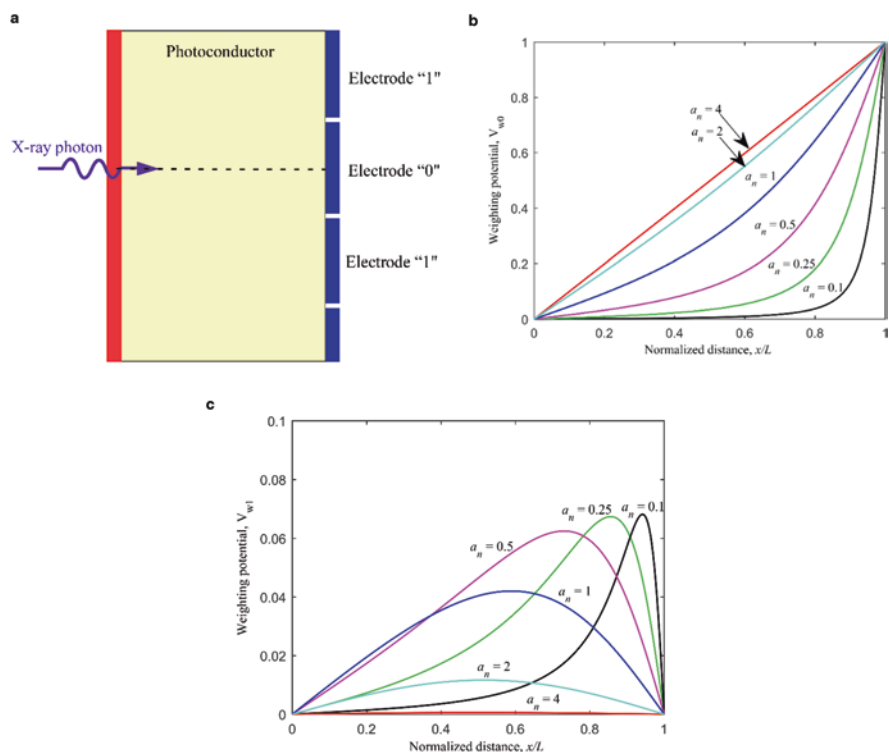 a
Photoconductor
Electrode “1"
X-ray photon
Electrode “0"
Electrode “1"
b
1
0.8
0.6
0.4
0.2
0
Weighting potential, V_w0
a_n = 4
a_n = 2
a_n = 1
a_n = 0.5
a_n = 0.25
a_n = 0.1
0 0.2 0.4 0.6 0.8 1
Normalized distance, x/L
c
0.1
0.08
0.06
0.04
0.02
0
Weighting potential, V_w1
a_n = 0.25
a_n = 0.1
a_n = 0.5
a_n = 1
a_n = 2
a_n = 4
0 0.2 0.4 0.6 0.8 1
Normalized distance, x/L